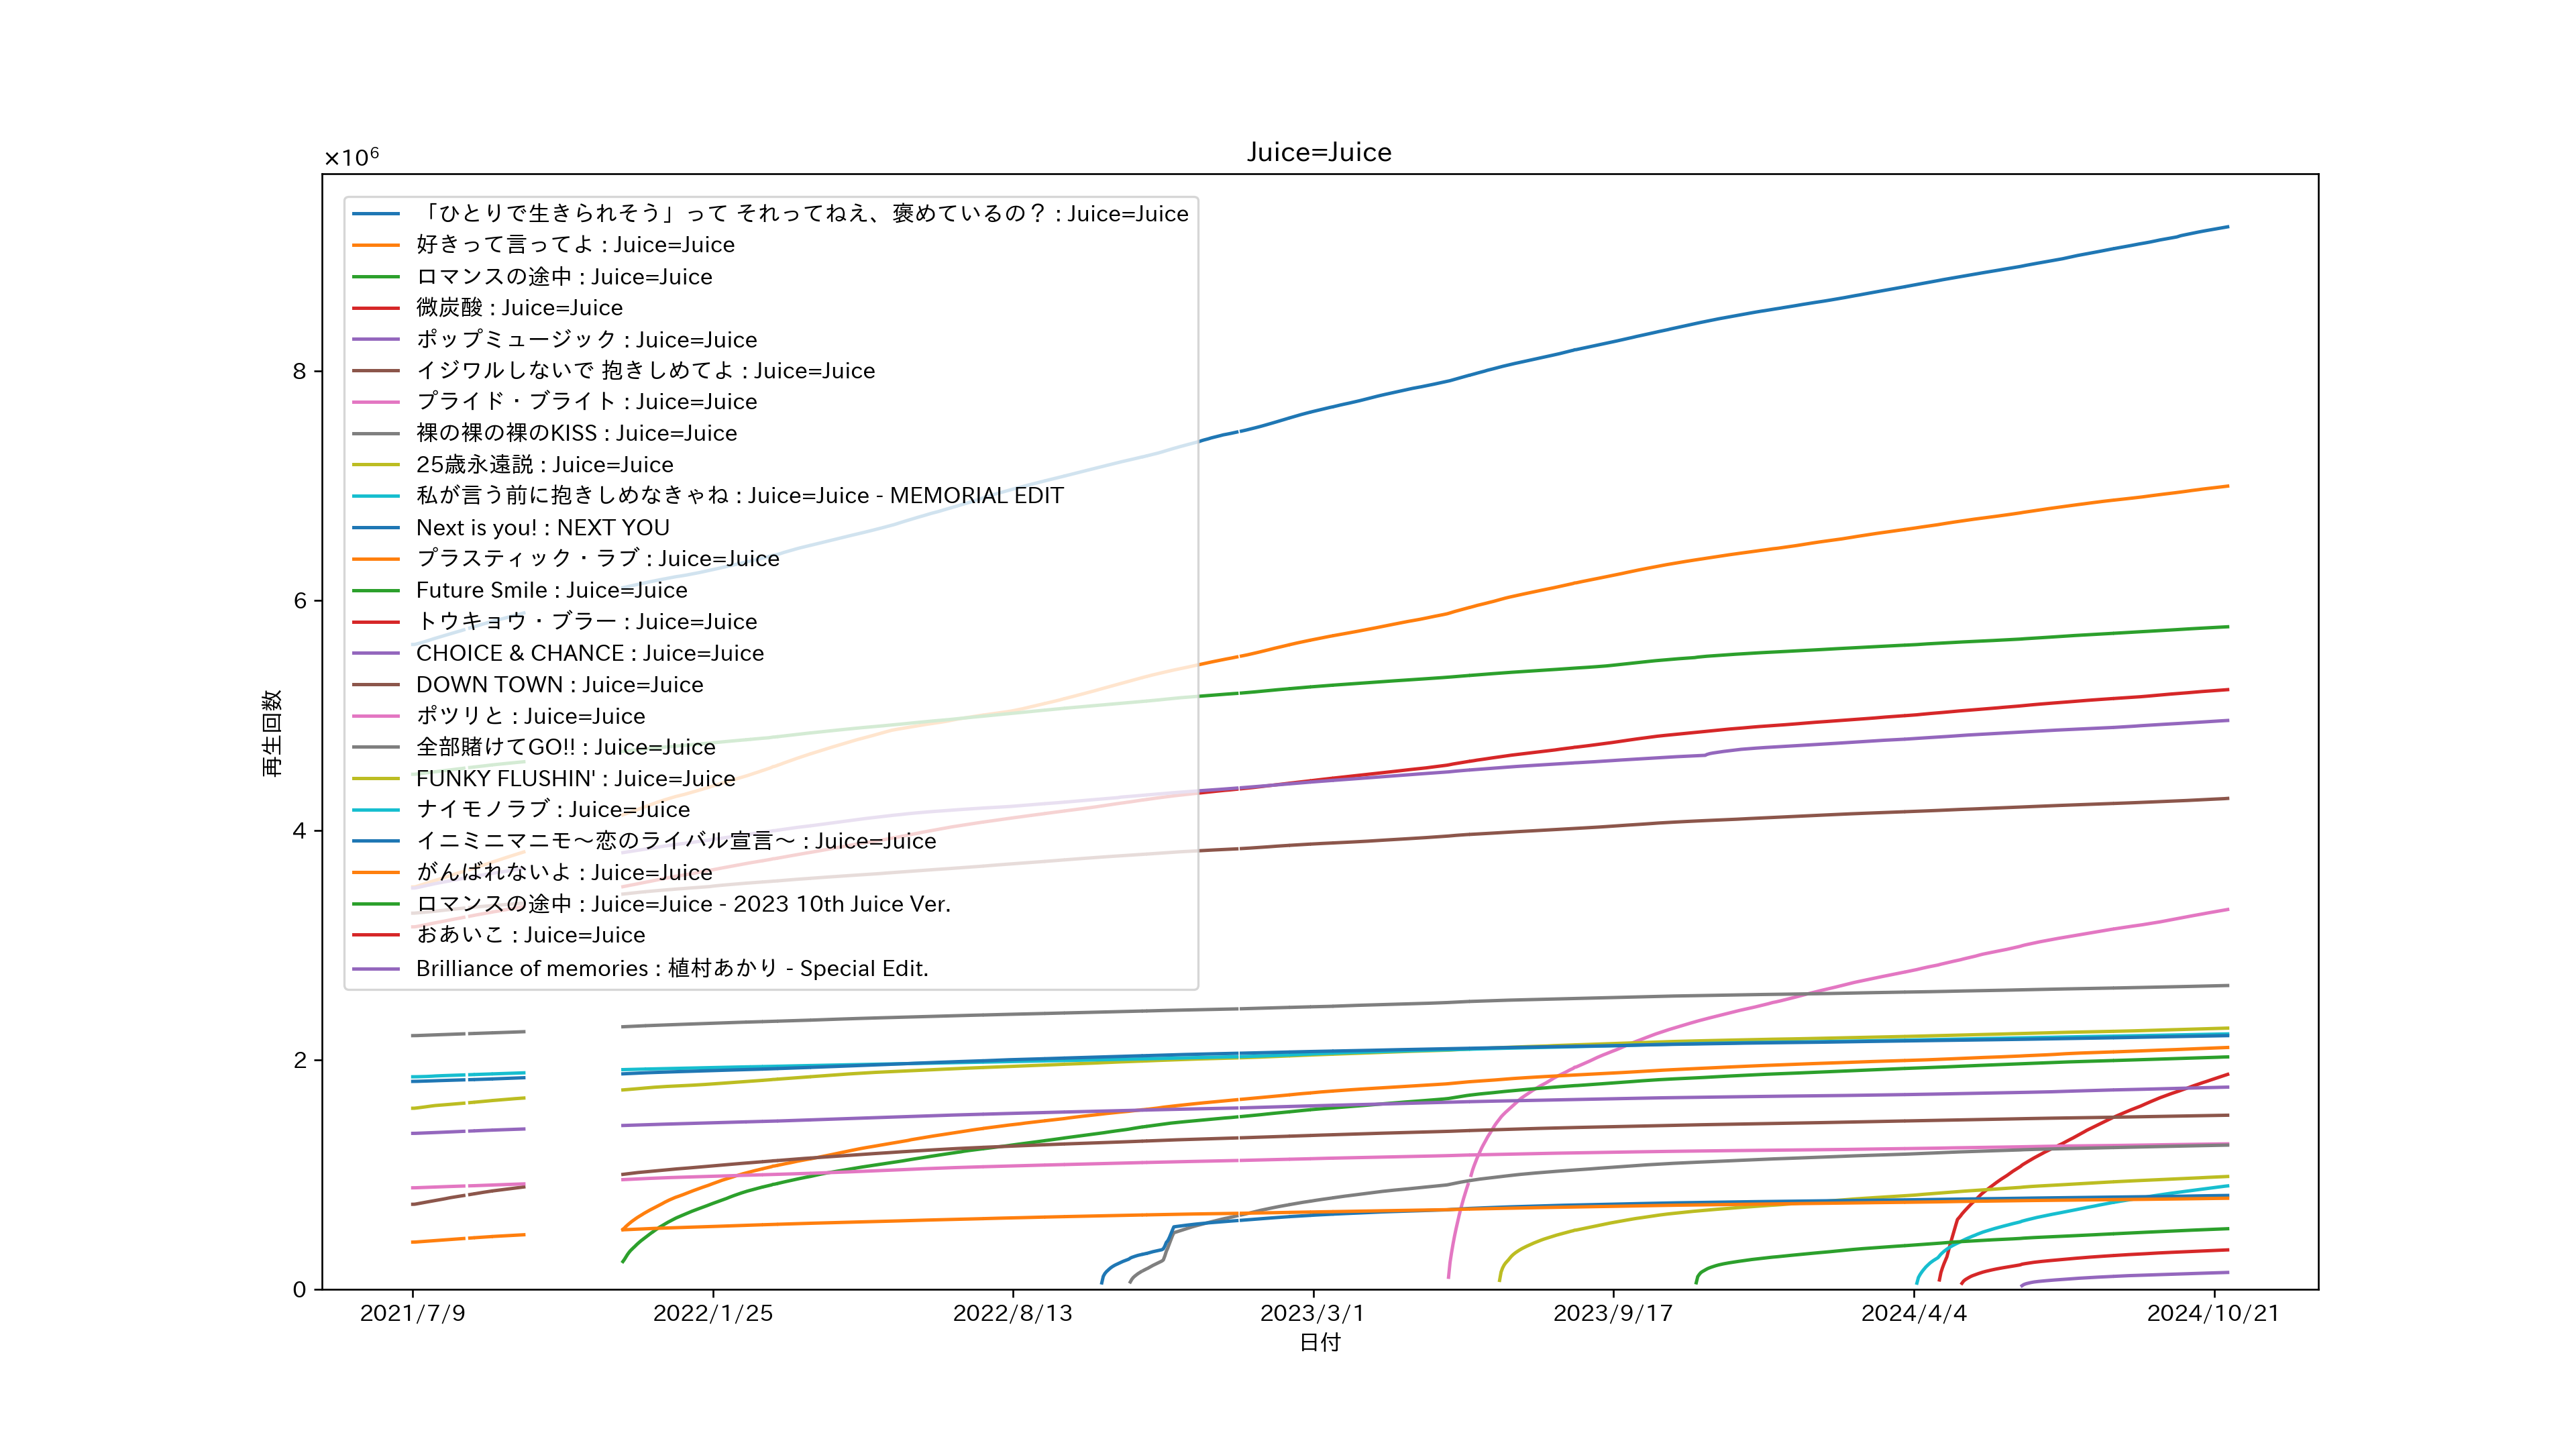 Juice=Juice
×10⁶
「ひとりで生きられそう」って それってねえ、褒めているの? : Juice=Juice
好きって言ってよ : Juice=Juice
ロマンスの途中 : Juice=Juice
微炭酸 : Juice=Juice
ポップミュージック : Juice=Juice
イジワルしないで 抱きしめてよ : Juice=Juice
プライド・ブライト : Juice=Juice
裸の裸の裸のKISS : Juice=Juice
25歳永遠説 : Juice=Juice
私が言う前に抱きしめなきゃね : Juice=Juice - MEMORIAL EDIT
Next is you! : NEXT YOU
プラスティック・ラブ : Juice=Juice
Future Smile : Juice=Juice
トウキョウ・ブラー : Juice=Juice
CHOICE & CHANCE : Juice=Juice
DOWN TOWN : Juice=Juice
ポツリと : Juice=Juice
全部賭けてGO!! : Juice=Juice
FUNKY FLUSHIN' : Juice=Juice
ナイモノラブ : Juice=Juice
イニミニマニモ〜恋のライバル宣言〜 : Juice=Juice
がんばれないよ : Juice=Juice
ロマンスの途中 : Juice=Juice - 2023 10th Juice Ver.
おあいこ : Juice=Juice
Brilliance of memories : 植村あかり - Special Edit.
8
6
4
2
0
再生回数
2021/7/9 2022/1/25 2022/8/13 2023/3/1 2023/9/17 2024/4/4 2024/10/21
日付